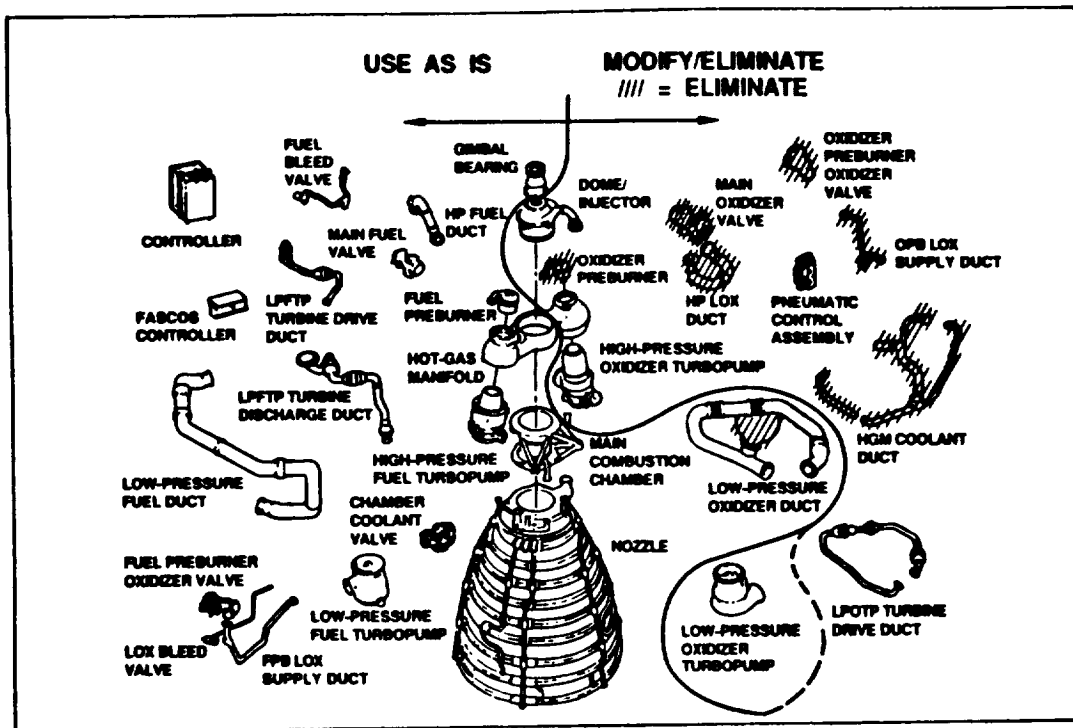 USE AS IS
MODIFY/ELIMINATE
//// = ELIMINATE
FUEL
BLEED
VALVE
GIMBAL
BEARING
OXIDIZER
PREBURNER
OXIDIZER
VALVE
DOME/
INJECTOR
MAIN
OXIDIZER
VALVE
CONTROLLER
HP FUEL
DUCT
MAIN FUEL
VALVE
OPB LOX
SUPPLY DUCT
OXIDIZER
PREBURNER
HP LOX
DUCT
PNEUMATIC
CONTROL
ASSEMBLY
FASCOS
CONTROLLER
LPFTP
TURBINE DRIVE
DUCT
FUEL
PREBURNER
HOT-GAS
MANIFOLD
HIGH-PRESSURE
OXIDIZER TURBOPUMP
LPFTP TURBINE
DISCHARGE DUCT
HGM COOLANT
DUCT
LOW-PRESSURE
FUEL DUCT
HIGH-PRESSURE
FUEL TURBOPUMP
MAIN
COMBUSTION
CHAMBER
LOW-PRESSURE
OXIDIZER DUCT
CHAMBER
COOLANT
VALVE
NOZZLE
FUEL PREBURNER
OXIDIZER VALVE
LOW-PRESSURE
FUEL TURBOPUMP
LOW-PRESSURE
OXIDIZER
TURBOPUMP
LPOTP TURBINE
DRIVE DUCT
LOX BLEED
VALVE
FPB LOX
SUPPLY DUCT